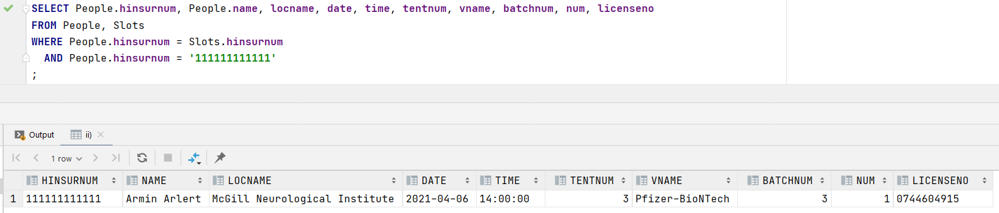 SELECT People.hinsurnum, People.name, locname, date, time, tentnum, vname, batchnum, num, licenseno
FROM People, Slots
WHERE People.hinsurnum = Slots.hinsurnum
AND People.hinsurnum = '111111111111'
;
Output ii)
1 row
HINSURNUM NAME LOCNAME DATE TIME TENTNUM VNAME BATCHNUM NUM LICENSENO
1 111111111111 Armin Arlert McGill Neurological Institute 2021-04-06 14:00:00 3 Pfizer-BioNTech 3 1 0744604915